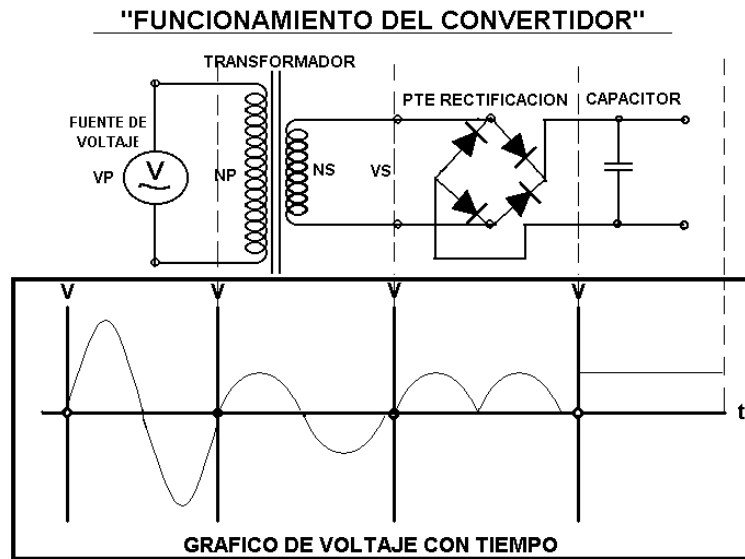 "FUNCIONAMIENTO DEL CONVERTIDOR"
TRANSFORMADOR
PTE RECTIFICACION
CAPACITOR
FUENTE DE
VOLTAJE
VP
V
NP
NS
VS
V
V
V
V
t
GRAFICO DE VOLTAJE CON TIEMPO